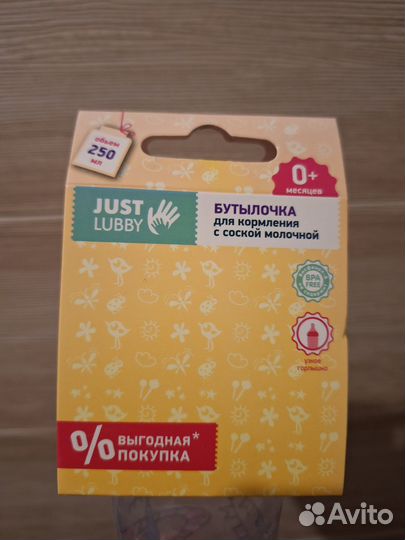 объем
250
мл
0+
месяцев
JUST
LUBBY
БУТЫЛОЧКА
для кормления
с соской молочной
BPA
FREE
узкое
горлышко
% ВЫГОДНАЯ*
ПОКУПКА
Avito